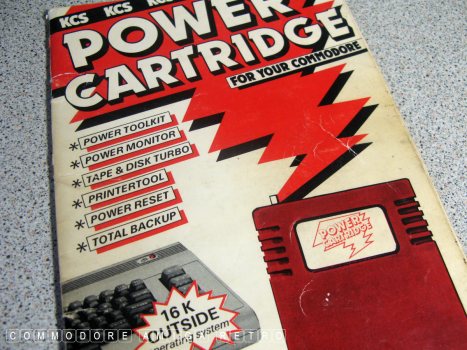 KCS KCS
POWER
CARTRIDGE
FOR YOUR COMMODORE
* POWER TOOLKIT
* POWER MONITOR
* TAPE & DISK TURBO
* PRINTERTOOL
* POWER RESET
* TOTAL BACKUP
POWER
CARTRIDGE
16 K
OUTSIDE
operating system
COMMODORE